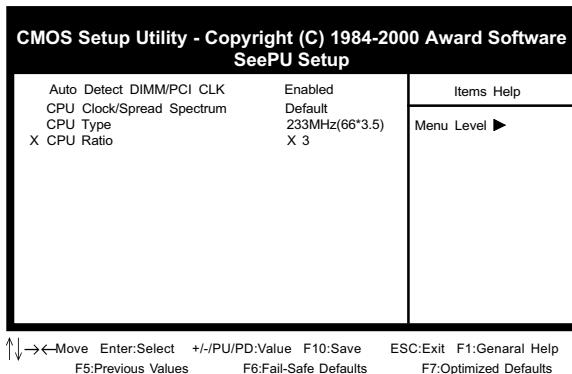 CMOS Setup Utility - Copyright (C) 1984-2000 Award Software
SeePU Setup
Auto Detect DIMM/PCI CLK Enabled
CPU Clock/Spread Spectrum Default
CPU Type 233MHz(66*3.5)
X CPU Ratio X 3
Items Help
Menu Level ▶
↑↓→←Move Enter:Select +/-/PU/PD:Value F10:Save ESC:Exit F1:Genaral Help
F5:Previous Values F6:Fail-Safe Defaults F7:Optimized Defaults